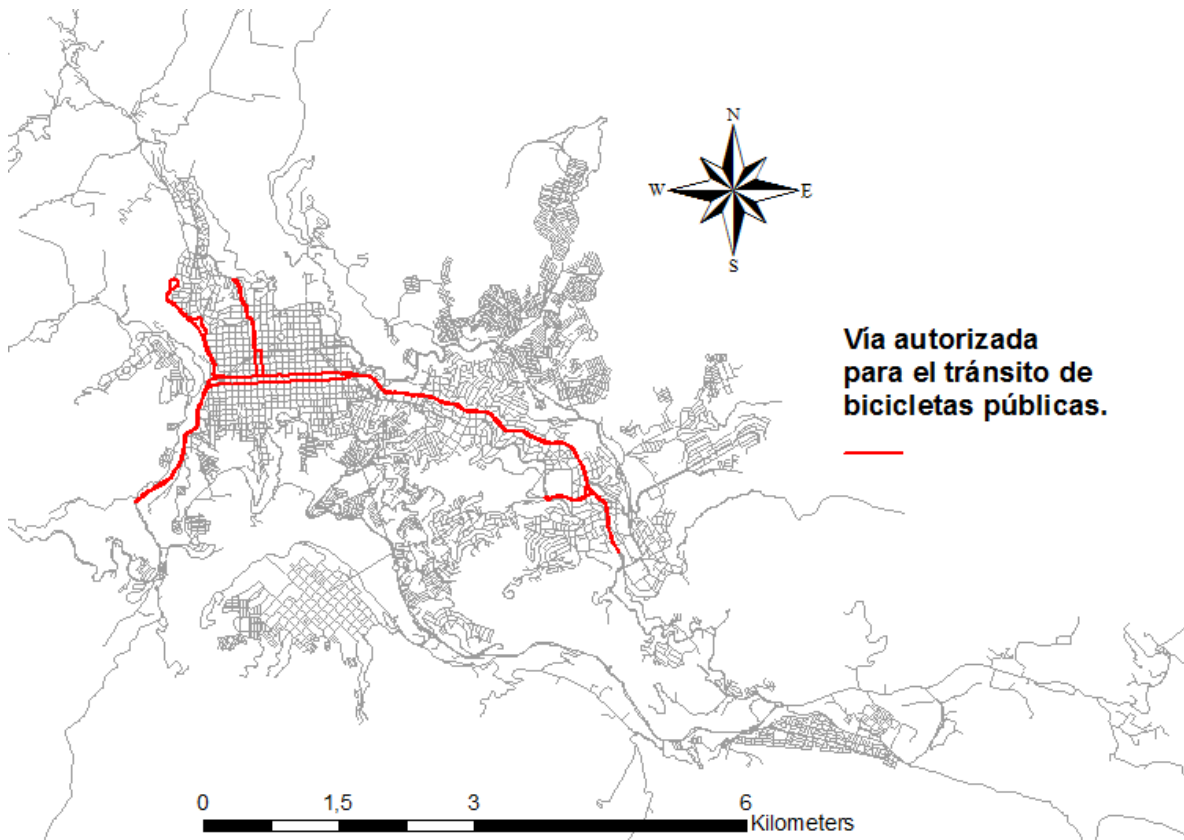 N
W E
S
Vía autorizada
para el tránsito de
bicicletas públicas.
0 1,5 3 6
Kilometers